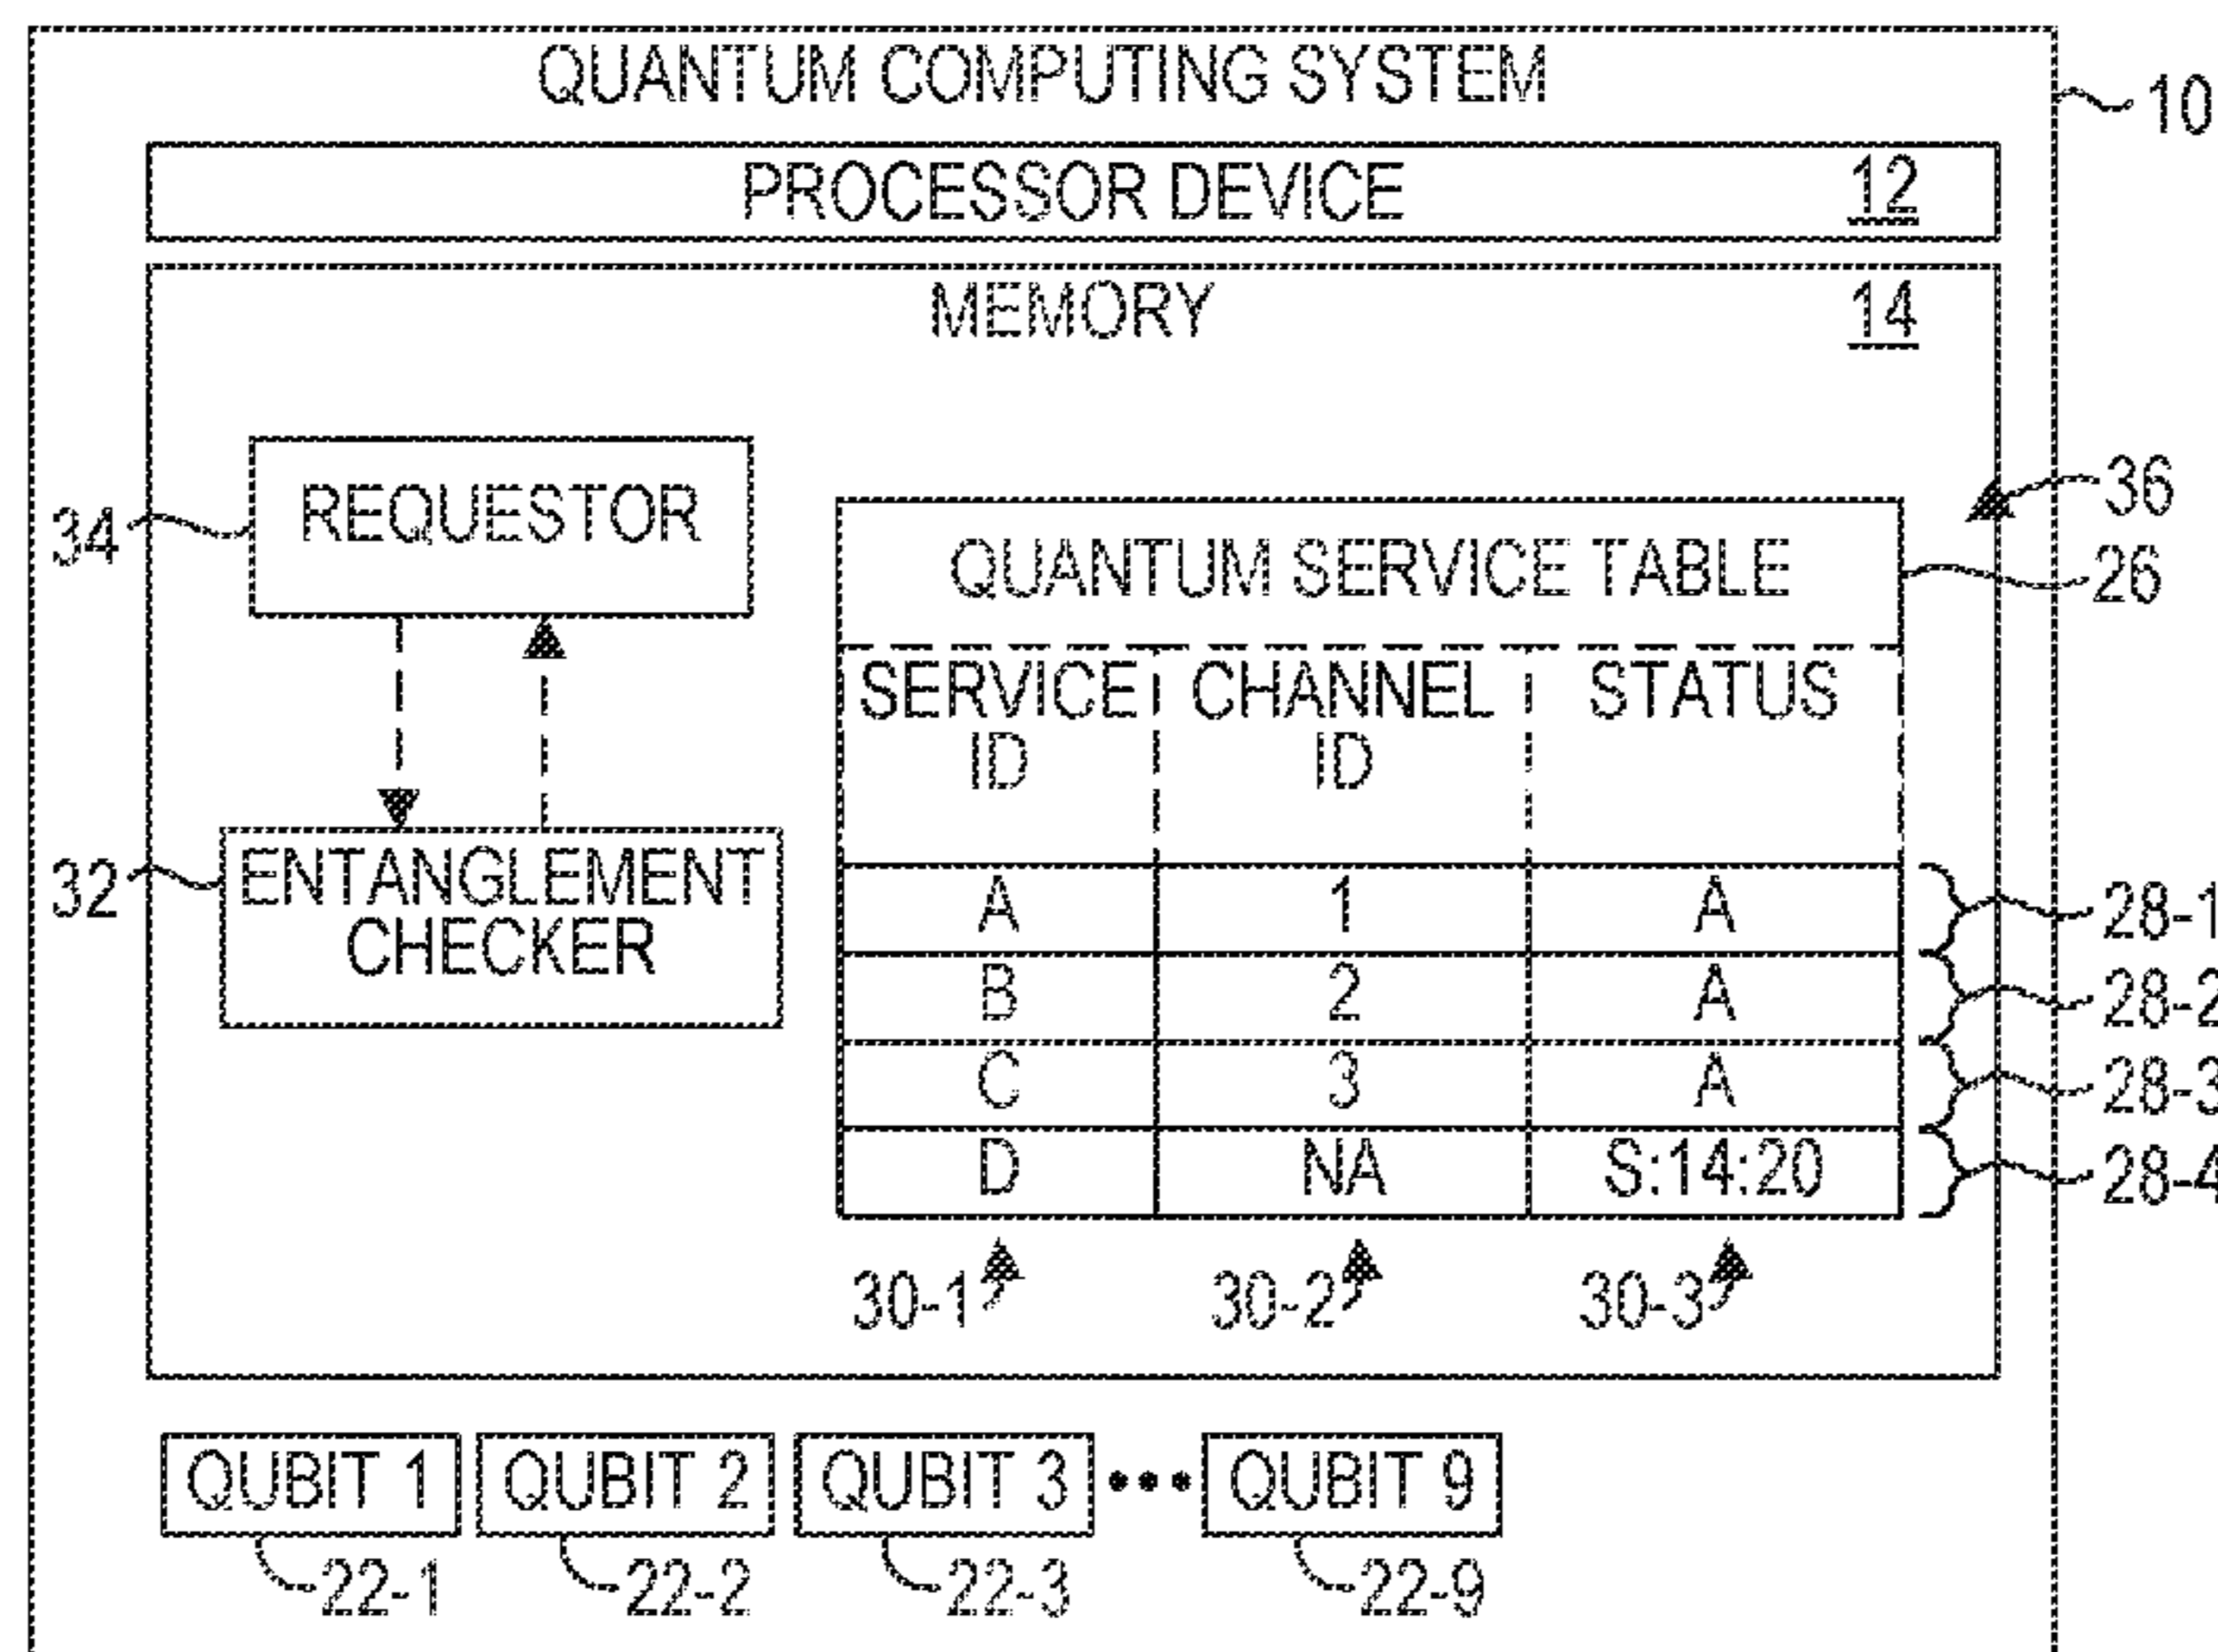 QUANTUM COMPUTING SYSTEM
10
PROCESSOR DEVICE 12
MEMORY 14
34
REQUESTOR
36
QUANTUM SERVICE TABLE
26
SERVICE ID CHANNEL ID STATUS
32
ENTANGLEMENT
CHECKER
A 1 A 28-1
B 2 A 28-2
C 3 A 28-3
D NA S:14:20 28-4
30-1 30-2 30-3
QUBIT 1 QUBIT 2 QUBIT 3 ••• QUBIT 9
22-1 22-2 22-3 22-9